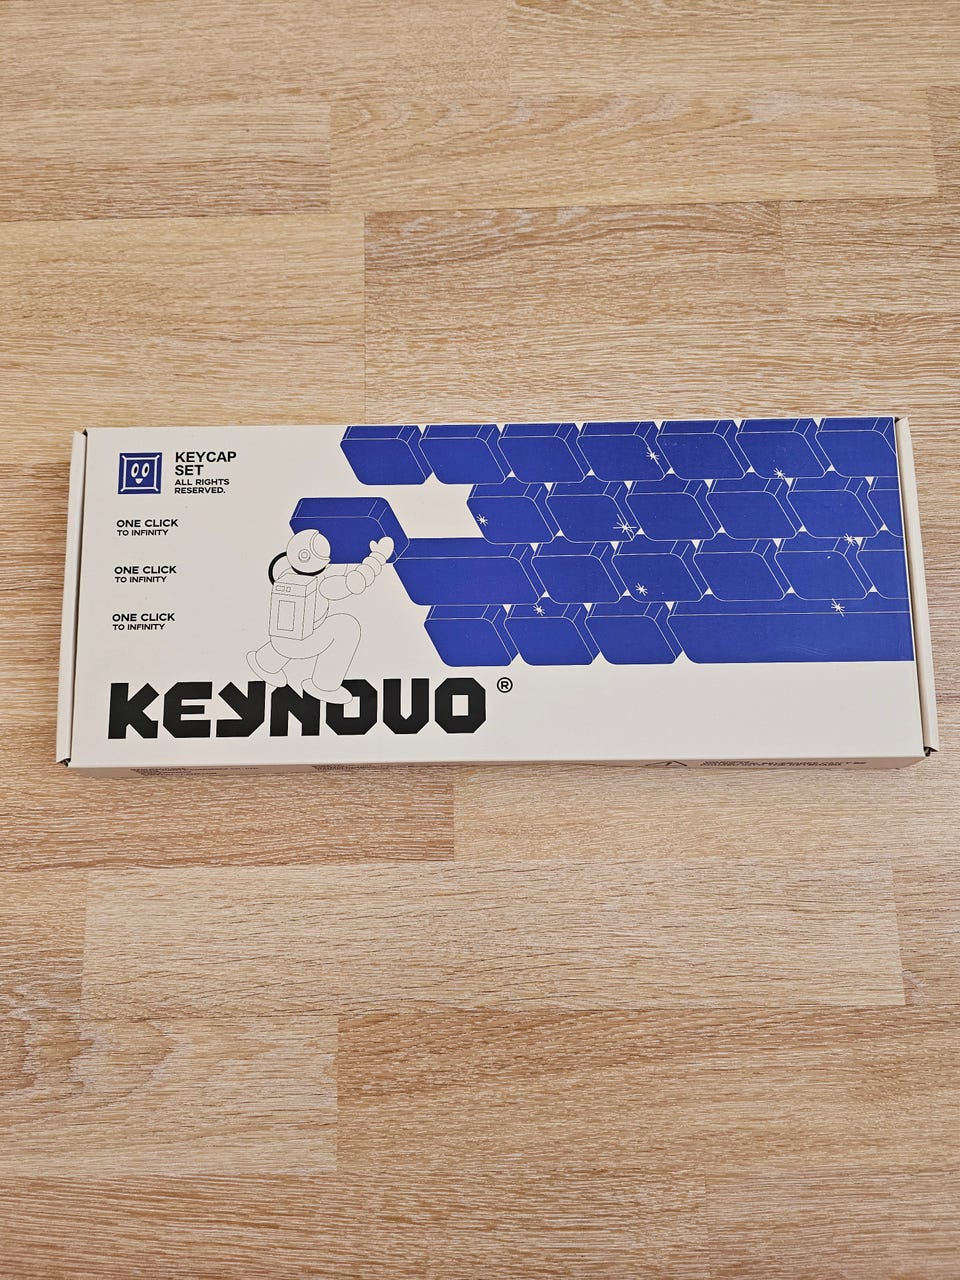 KEYCAP
SET
ALL RIGHTS
RESERVED.
ONE CLICK
TO INFINITY
ONE CLICK
TO INFINITY
ONE CLICK
TO INFINITY
KEYNOVO®